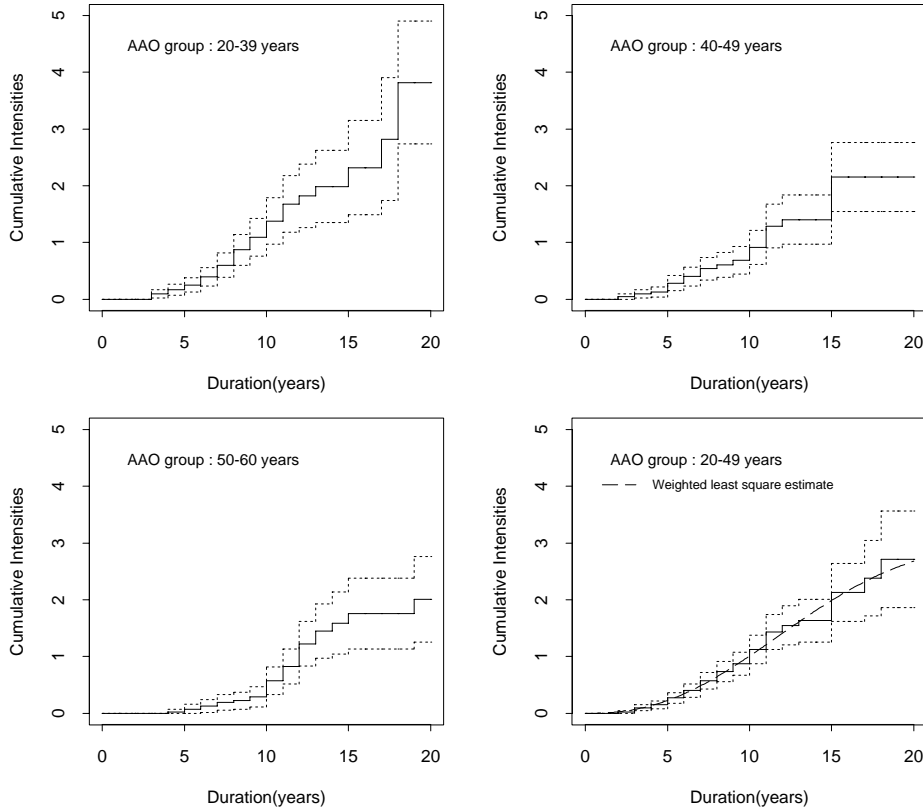 AAO group : 20-39 years
Cumulative Intensities
0 1 2 3 4 5
0 5 10 15 20
Duration(years)
AAO group : 40-49 years
Cumulative Intensities
0 1 2 3 4 5
0 5 10 15 20
Duration(years)
AAO group : 50-60 years
Cumulative Intensities
0 1 2 3 4 5
0 5 10 15 20
Duration(years)
AAO group : 20-49 years
Weighted least square estimate
Cumulative Intensities
0 1 2 3 4 5
0 5 10 15 20
Duration(years)